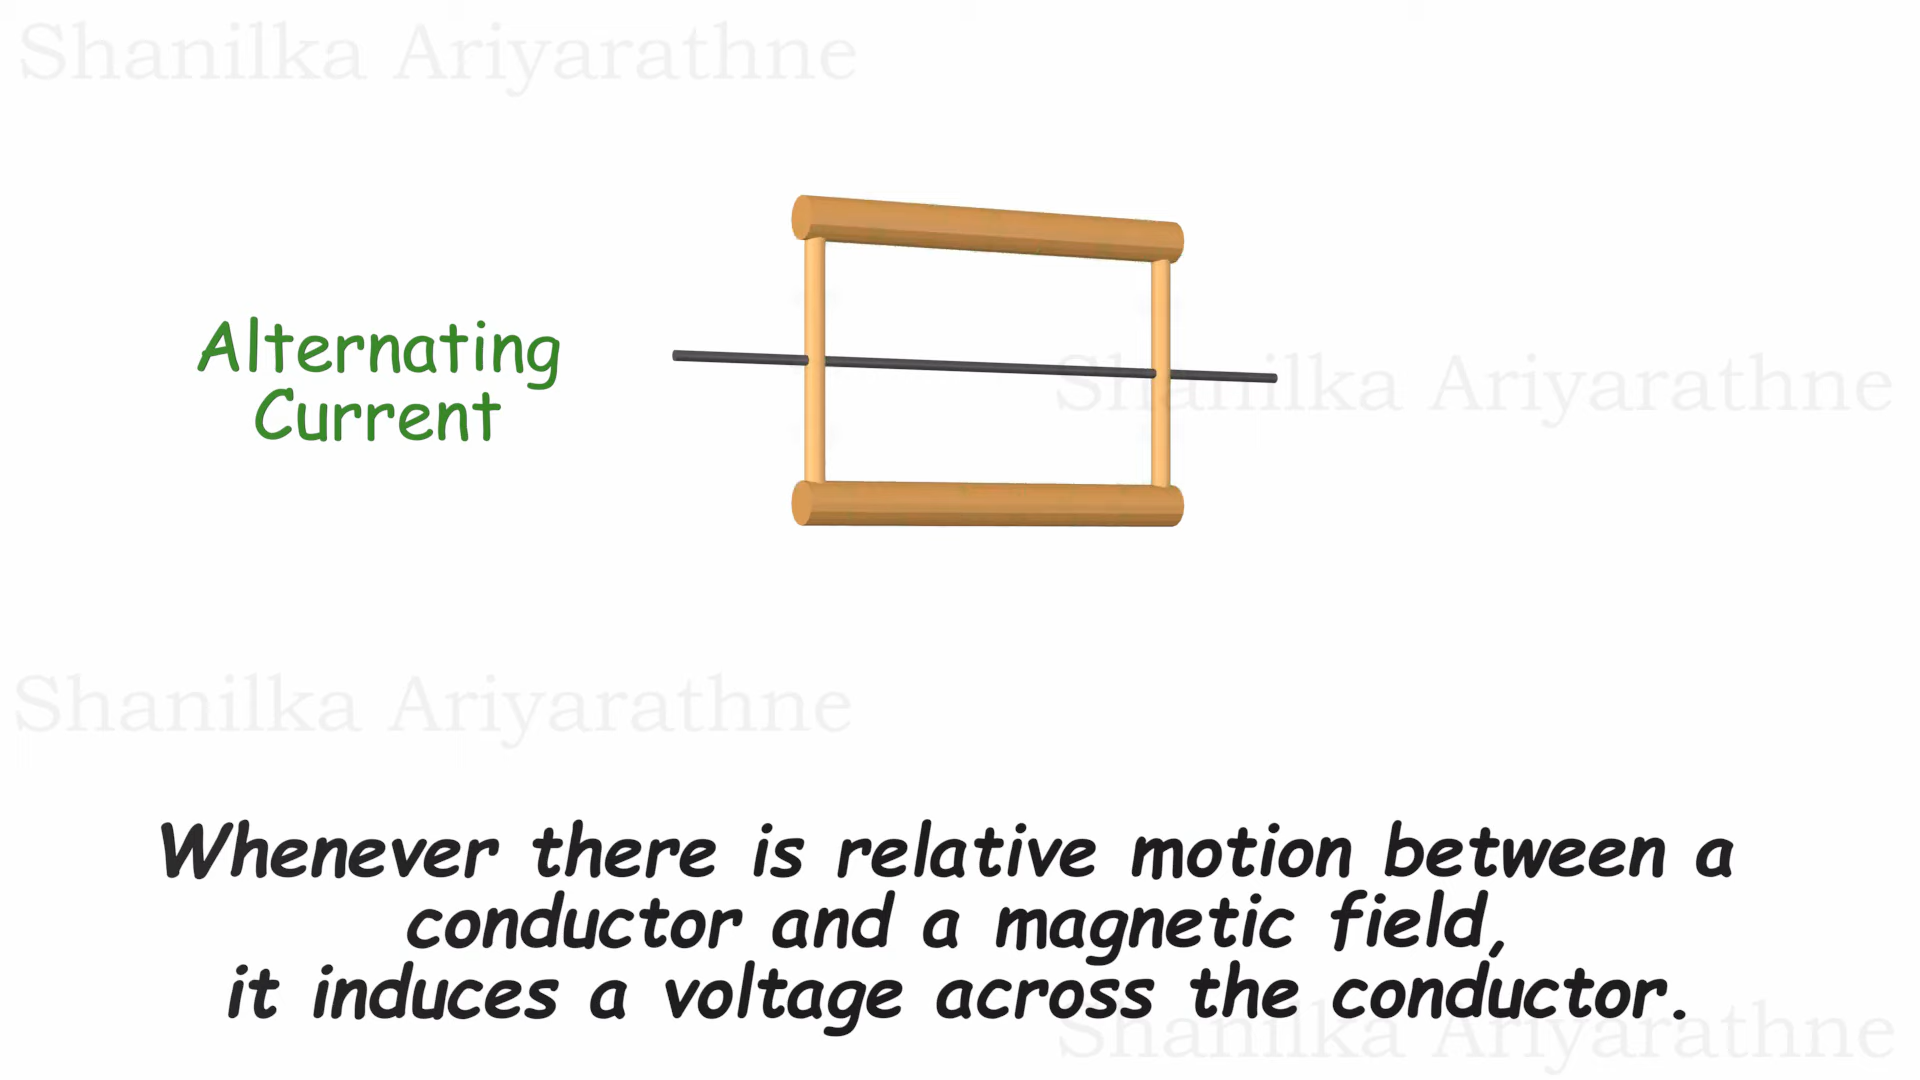 Shanilka Ariyarathne
Alternating
Current
Shanilka Ariyarathne
Shanilka Ariyarathne
Whenever there is relative motion between a
conductor and a magnetic field,
it induces a voltage across the conductor.
Shanilka Ariyarathne